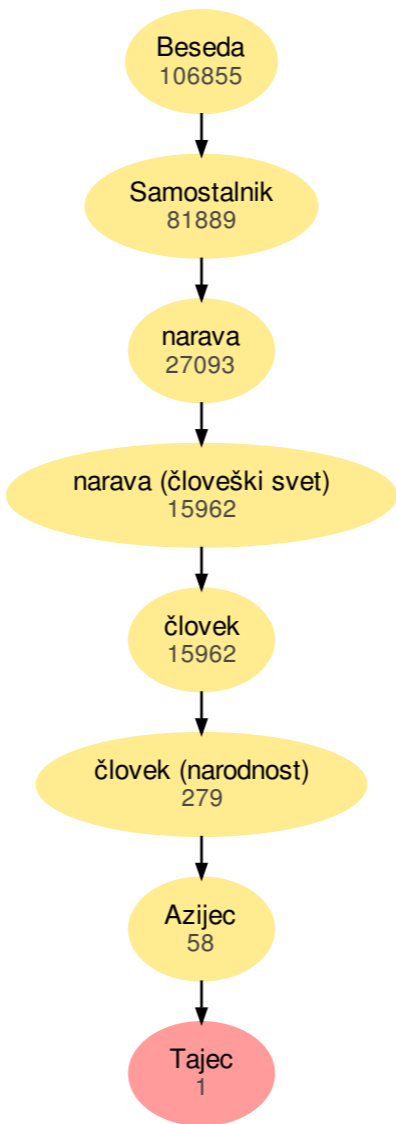 Beseda
106855
Samostalnik
81889
narava
27093
narava (človeški svet)
15962
človek
15962
človek (narodnost)
279
Azijec
58
Tajec
1